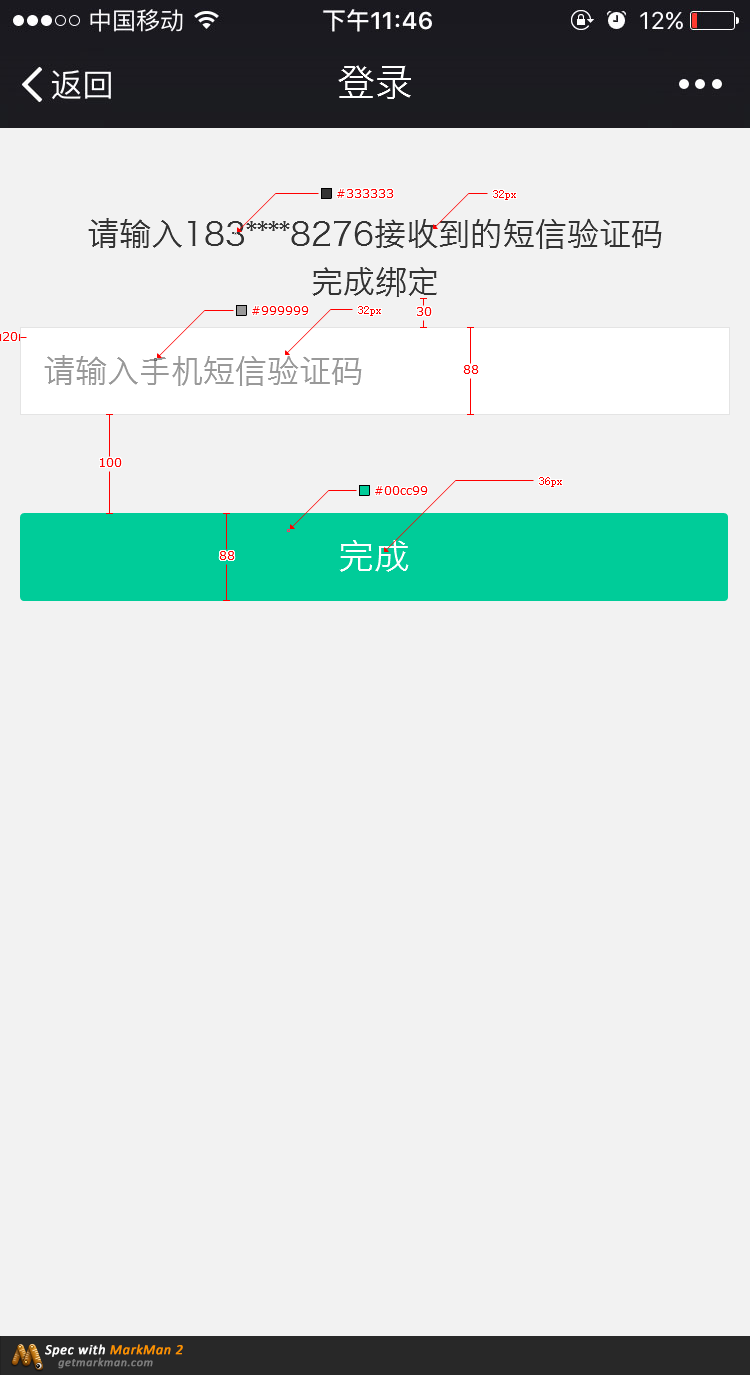 中国移动 下午11:46 12%
返回 登录
#333333 32px
请输入183****8276接收到的短信验证码
完成绑定
#999999 32px 30
20
请输入手机短信验证码 88
100
#00cc99 36px
88 完成
Spec with MarkMan 2
getmarkman.com